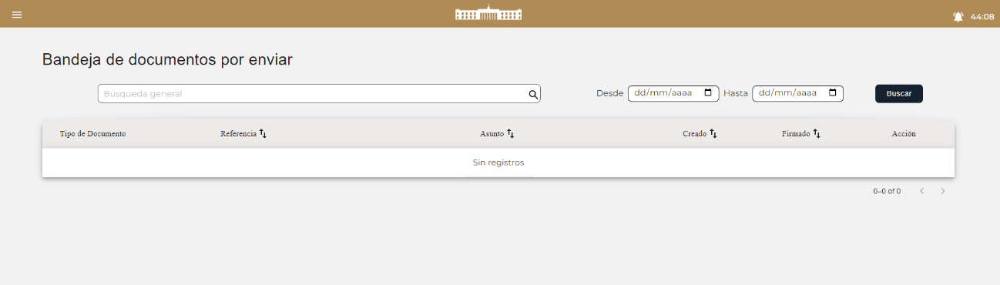 44:08
Bandeja de documentos por enviar
Búsqueda general Desde dd/mm/aaaa Hasta dd/mm/aaaa Buscar
Tipo de Documento Referencia Asunto Creado Firmado Acción
Sin registros
0–0 of 0